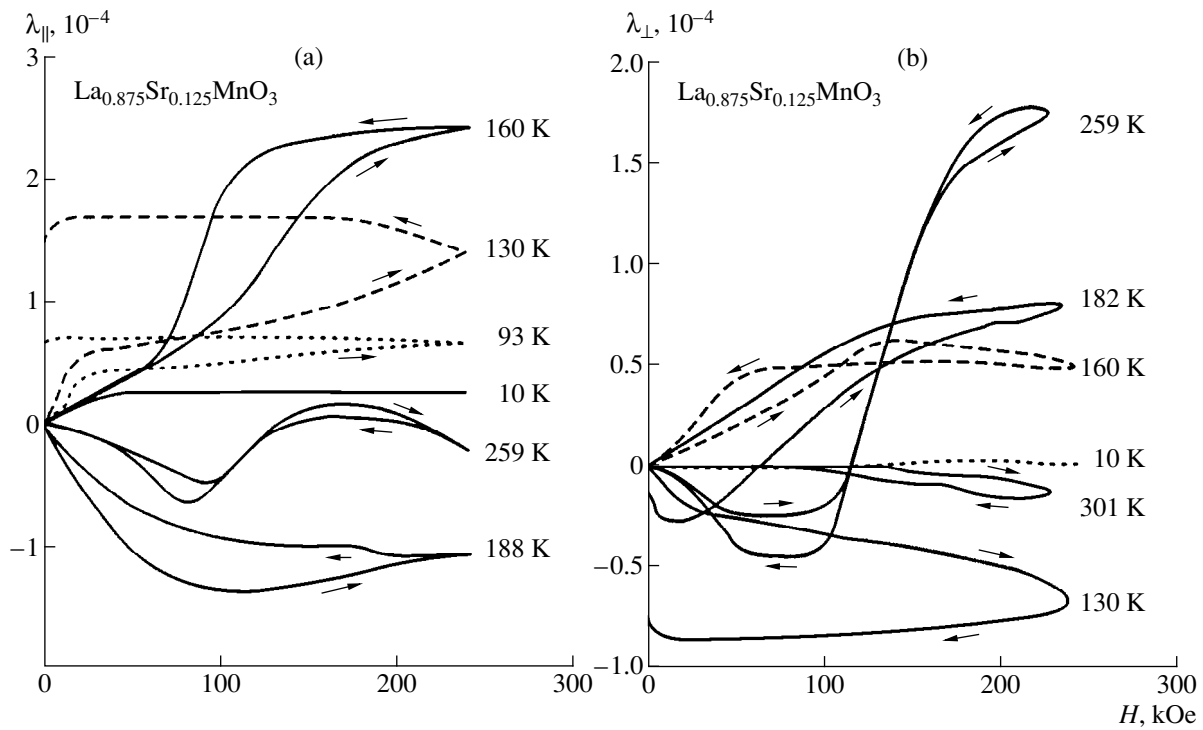 λ∥, 10⁻⁴
(a)
3
La₀.₈₇₅Sr₀.₁₂₅MnO₃
160 K
2
130 K
1
93 K
10 K
0
259 K
−1
188 K
0
100
200
300
λ⊥, 10⁻⁴
(b)
2.0
La₀.₈₇₅Sr₀.₁₂₅MnO₃
259 K
1.5
1.0
182 K
0.5
160 K
0
10 K
301 K
−0.5
130 K
−1.0
0
100
200
300
H, kOe